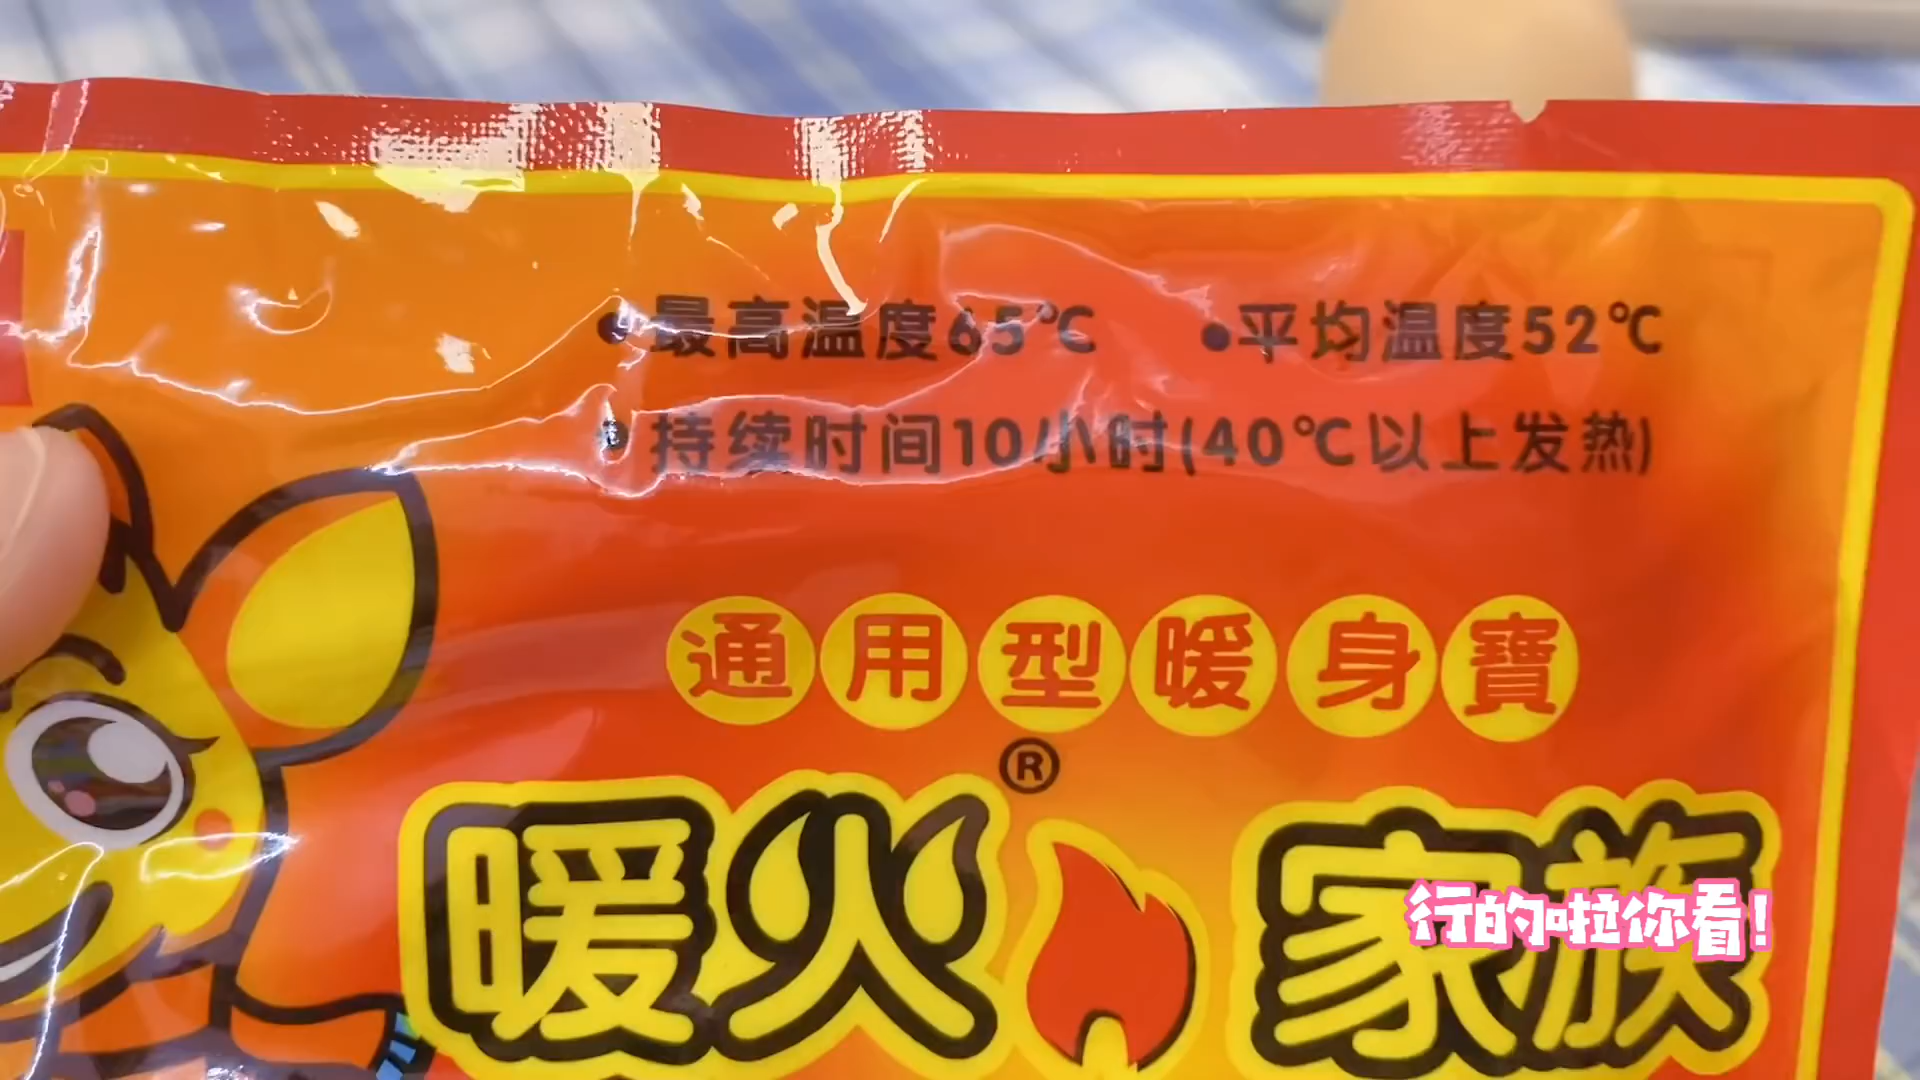 •最高温度65℃ •平均温度52℃
•持续时间10小时(40℃以上发热)
通用型暖身寶
®
暖火家族
行的啦你看!